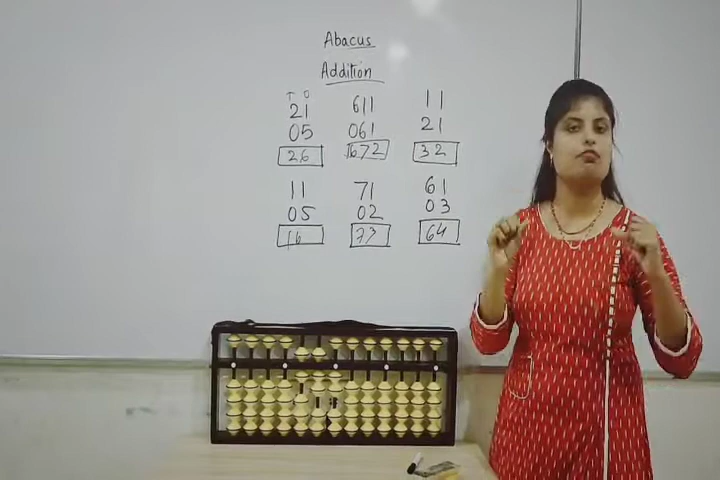 Abacus
Addition
T O
21 611 11
05 061 21
26 672 32
11 71 61
05 02 03
16 73 64